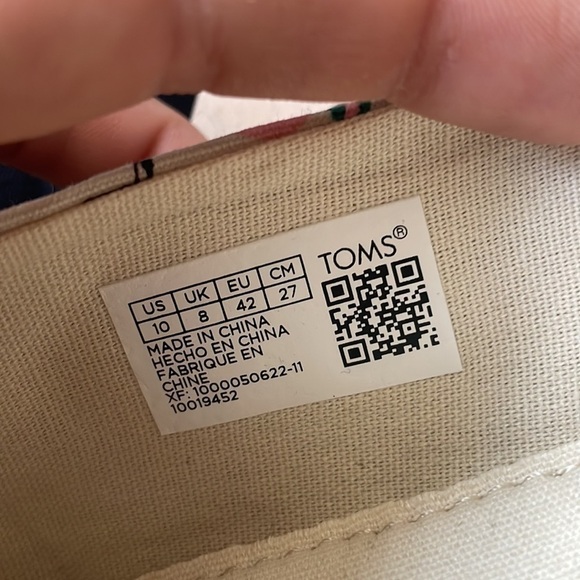 TOMS®
US UK EU CM
10 8 42 27
MADE IN CHINA
HECHO EN CHINA
FABRIQUE EN
CHINE
XF: 1000050622-11
10019452